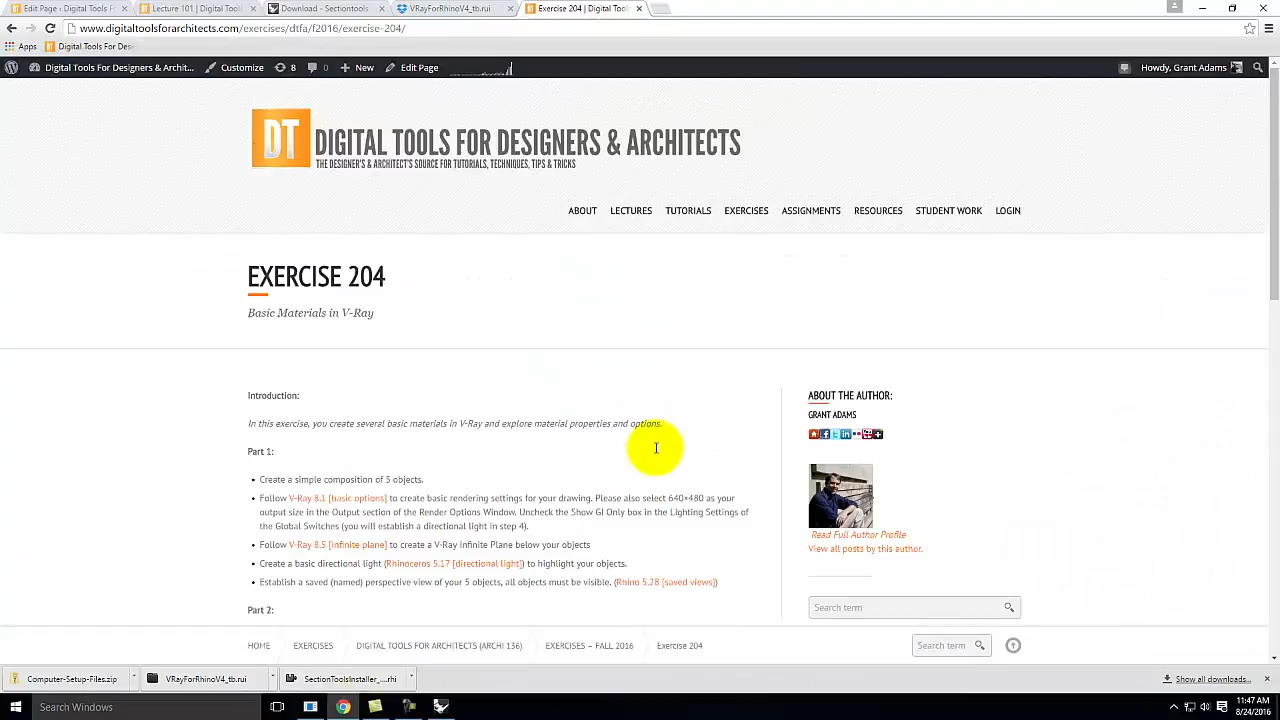 Edit Page ‹ Digital Tools Fo
Lecture 101 | Digital Tools
Download – Sectiontools
VRayForRhinoV4_tb.rui
Exercise 204 | Digital Tool
www.digitaltoolsforarchitects.com/exercises/dtfa/f2016/exercise-204/
Apps Digital Tools For Desi
Digital Tools For Designers & Archit... Customize 8 0 New Edit Page Howdy, Grant Adams
DT DIGITAL TOOLS FOR DESIGNERS & ARCHITECTS
THE DESIGNER'S & ARCHITECT'S SOURCE FOR TUTORIALS, TECHNIQUES, TIPS & TRICKS
ABOUT LECTURES TUTORIALS EXERCISES ASSIGNMENTS RESOURCES STUDENT WORK LOGIN
EXERCISE 204
Basic Materials in V-Ray
Introduction:
In this exercise, you create several basic materials in V-Ray and explore material properties and options.
Part 1:
• Create a simple composition of 5 objects.
• Follow V-Ray 8.1 [basic options] to create basic rendering settings for your drawing. Please also select 640×480 as your
output size in the Output section of the Render Options Window. Uncheck the Show GI Only box in the Lighting Settings of
the Global Switches (you will establish a directional light in step 4).
• Follow V-Ray 8.5 [infinite plane] to create a V-Ray Infinite Plane below your objects
• Create a basic directional light (Rhinoceros 5.17 [directional light]) to highlight your objects.
• Establish a saved (named) perspective view of your 5 objects, all objects must be visible. (Rhino 5.28 [saved views])
Part 2:
ABOUT THE AUTHOR:
GRANT ADAMS
Read Full Author Profile
View all posts by this author.
Search term
HOME EXERCISES DIGITAL TOOLS FOR ARCHITECTS (ARCHI 136) EXERCISES – FALL 2016 Exercise 204 Search term
Computer-Setup-Files.zip VRayForRhinoV4_tb.rui SectionToolsInstaller_...rhi Show all downloads...
Search Windows
11:47 AM
8/24/2016